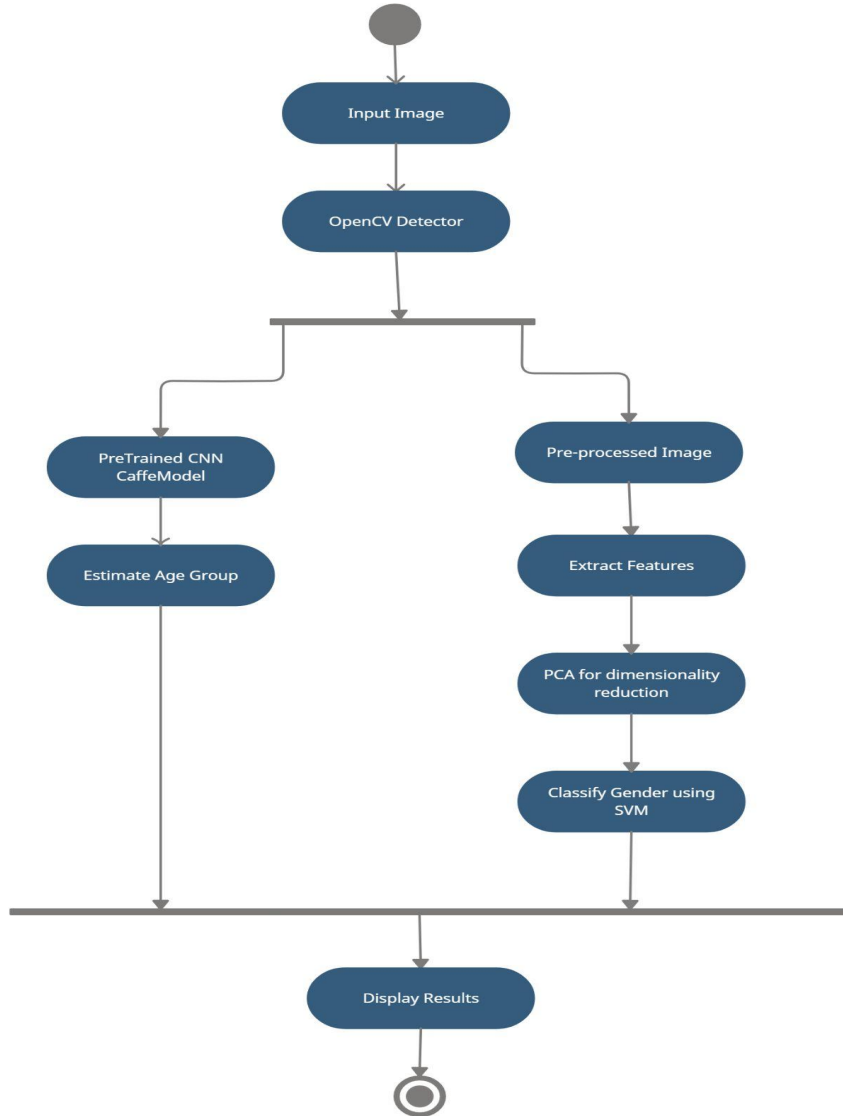 Input Image
OpenCV Detector
PreTrained CNN
CaffeModel
Estimate Age Group
Pre-processed Image
Extract Features
PCA for dimensionality
reduction
Classify Gender using
SVM
Display Results